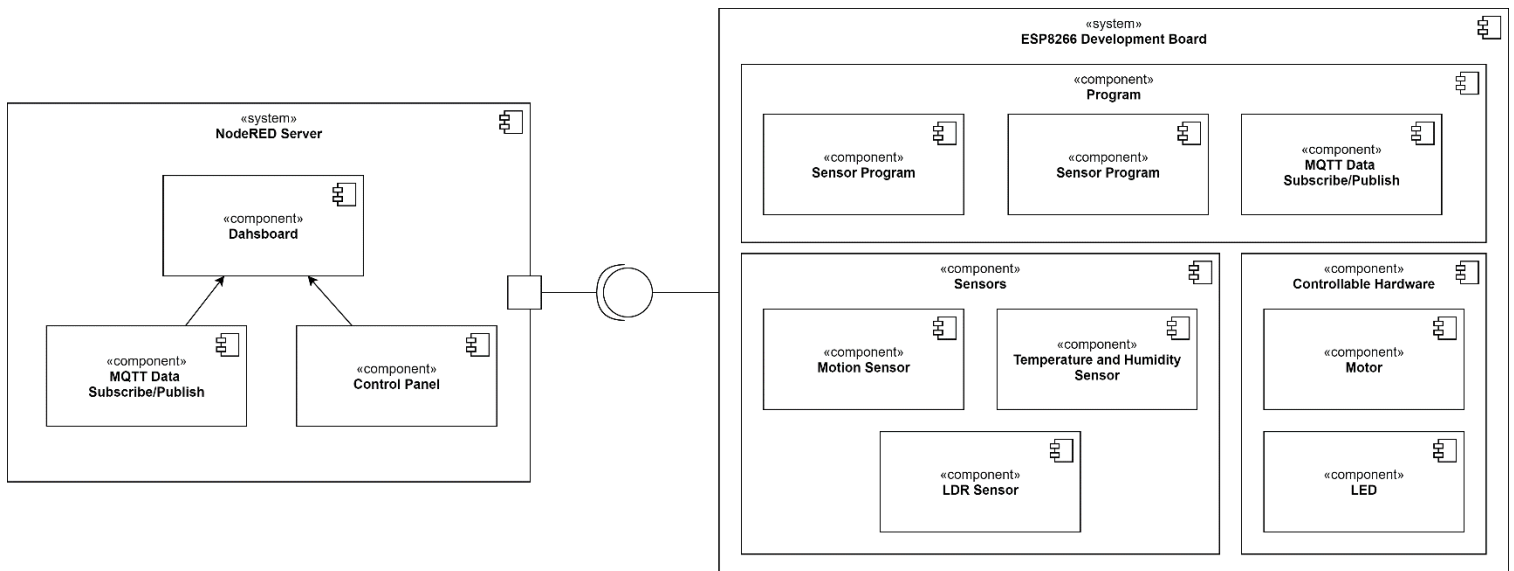 «system»
NodeRED Server
«component»
Dahsboard
«component»
MQTT Data
Subscribe/Publish
«component»
Control Panel
«system»
ESP8266 Development Board
«component»
Program
«component»
Sensor Program
«component»
Sensor Program
«component»
MQTT Data
Subscribe/Publish
«component»
Sensors
«component»
Motion Sensor
«component»
Temperature and Humidity
Sensor
«component»
LDR Sensor
«component»
Controllable Hardware
«component»
Motor
«component»
LED